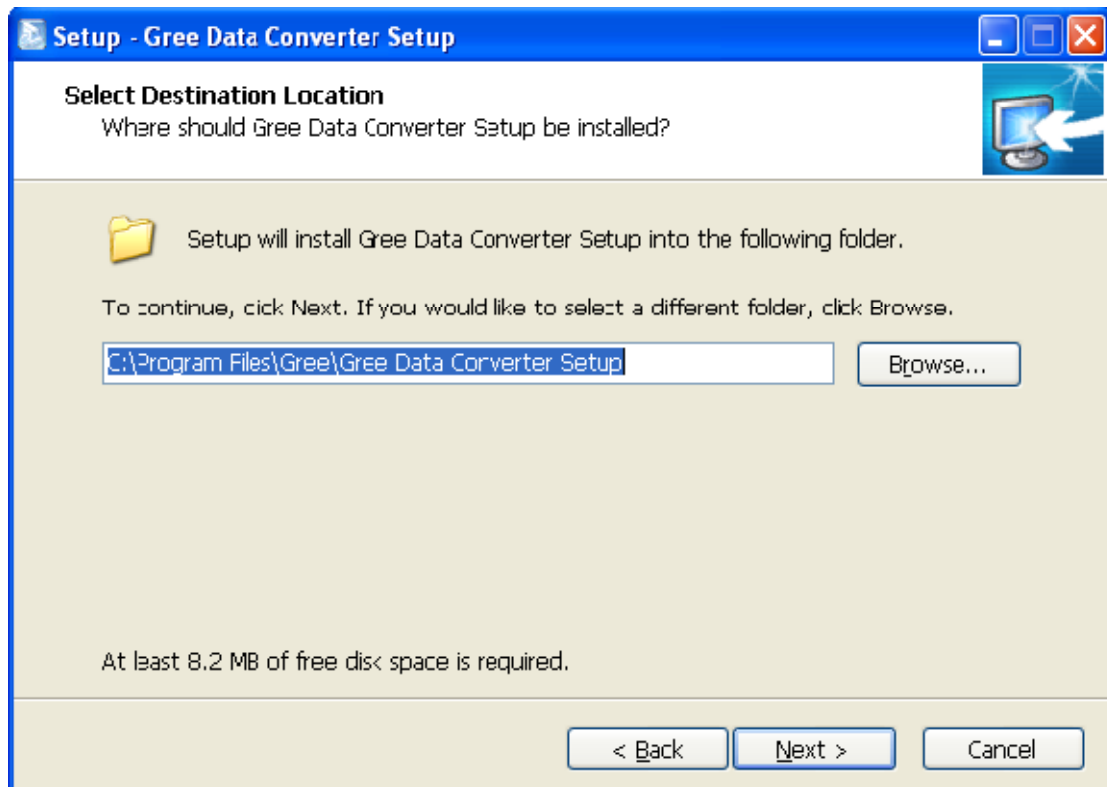 Setup - Gree Data Converter Setup
Select Destination Location
Where should Gree Data Converter Setup be installed?
Setup will install Gree Data Converter Setup into the following folder.
To continue, click Next. If you would like to select a different folder, click Browse.
C:\Program Files\Gree\Gree Data Converter Setup
Browse...
At least 8.2 MB of free disk space is required.
< Back
Next >
Cancel